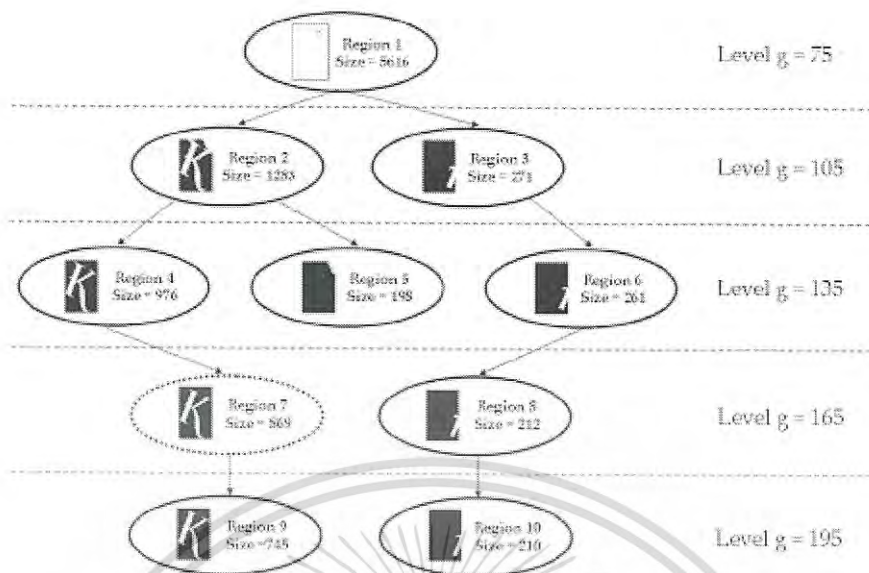 Region 1
Size = 5616
Level g = 75
K
Region 2
Size = 1283
Region 3
Size = 271
Level g = 105
K
Region 4
Size = 976
Region 5
Size = 198
Region 6
Size = 261
Level g = 135
K
Region 7
Size = 869
Region 8
Size = 212
Level g = 165
K
Region 9
Size =745
Region 10
Size = 210
Level g = 195